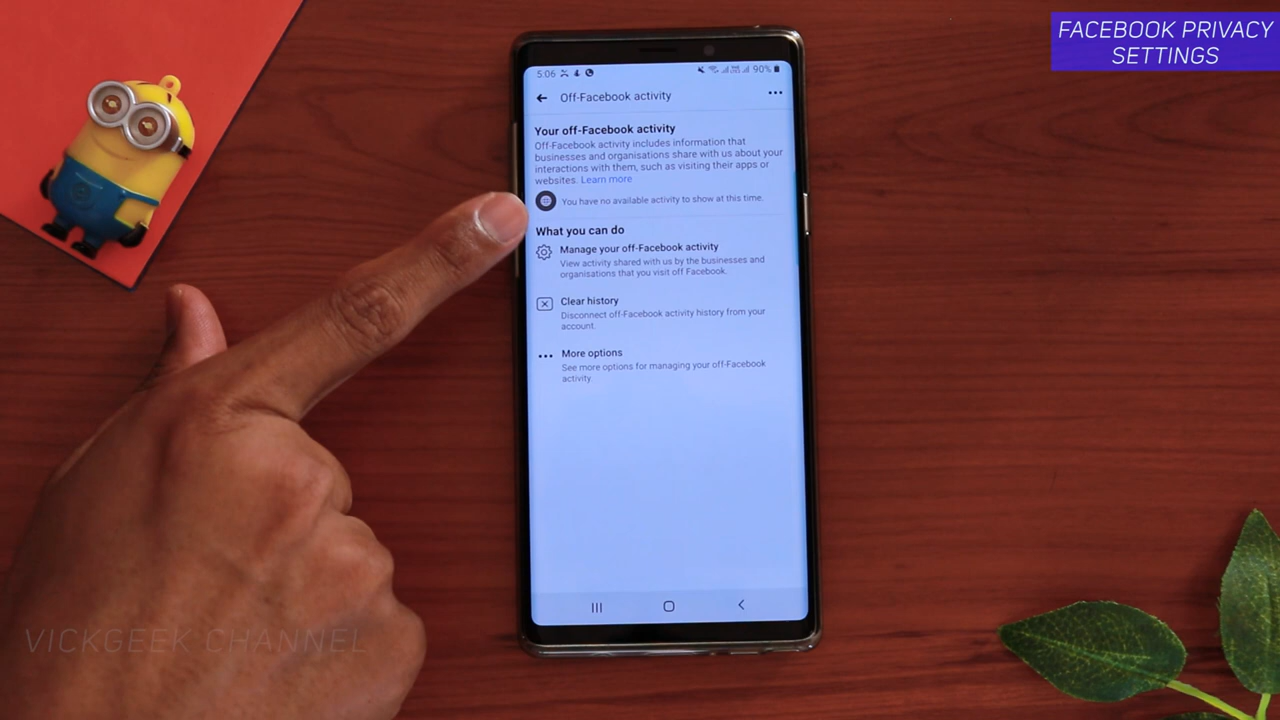 FACEBOOK PRIVACY
SETTINGS
5:06
90%
Off-Facebook activity
Your off-Facebook activity
Off-Facebook activity includes information that
businesses and organisations share with us about your
interactions with them, such as visiting their apps or
websites. Learn more
You have no available activity to show at this time.
What you can do
Manage your off-Facebook activity
View activity shared with us by the businesses and
organisations that you visit off Facebook.
Clear history
Disconnect off-Facebook activity history from your
account.
More options
See more options for managing your off-Facebook
activity
VICKGEEK CHANNEL